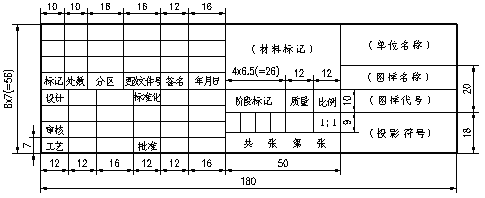 10 10 16 16 12 16
(材料标记)
(单位名称)
4x6.5(=26) 12 12
(图样名称)
标记 处数 分区 更改文件号 签名 年月日
设计 标准化
阶段标记 质量 比例
10
(图样代号)
20
8x7(=56)
1:1
9
审核
(投影符号)
18
7
工艺 批准
共 张 第 张
12 12 16 12 12 16 50
180